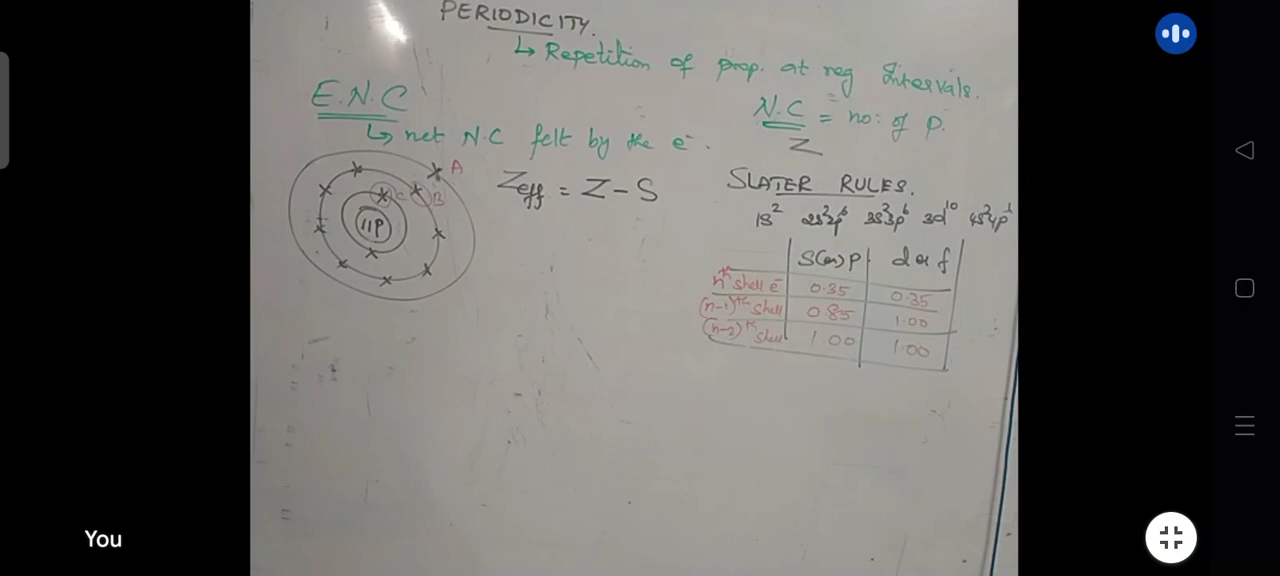 PERIODICITY.
↳ Repetition of prop. at reg Intervals.
E.N.C
↳ net N.C felt by the e⁻.
N.C = no: of P.
Z
A
B
C
11P
Zeff = Z - S
SLATER RULES.
1S² 2s²2p⁶ 3s²3p⁶ 3d¹⁰ 4s²4p¹
S(or)P d or f
nth shell e⁻ 0.35 0.35
(n-1)th shell 0.85 1.00
(n-2)th shell 1.00 1.00
You